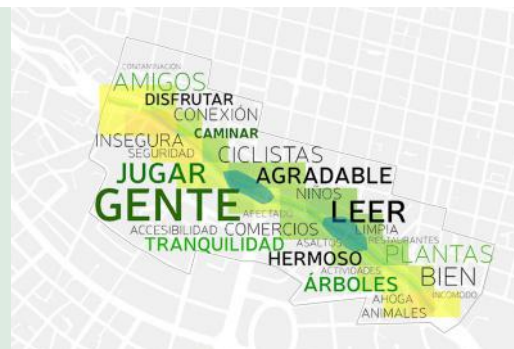 CONTAMINACIÓN
AMIGOS
DISFRUTAR
CONEXIÓN
CAMINAR
INSEGURA
SEGURIDAD
CICLISTAS
JUGAR
AGRADABLE
NIÑOS
GENTE
LEER
AFECTADO
ACCESIBILIDAD
COMERCIOS
LIMPIA
TRANQUILIDAD
ASALTOS
RESTAURANTES
HERMOSO
PLANTAS
ACTIVIDADES
BIEN
ÁRBOLES
INCOMODO
AHOGA
ANIMALES